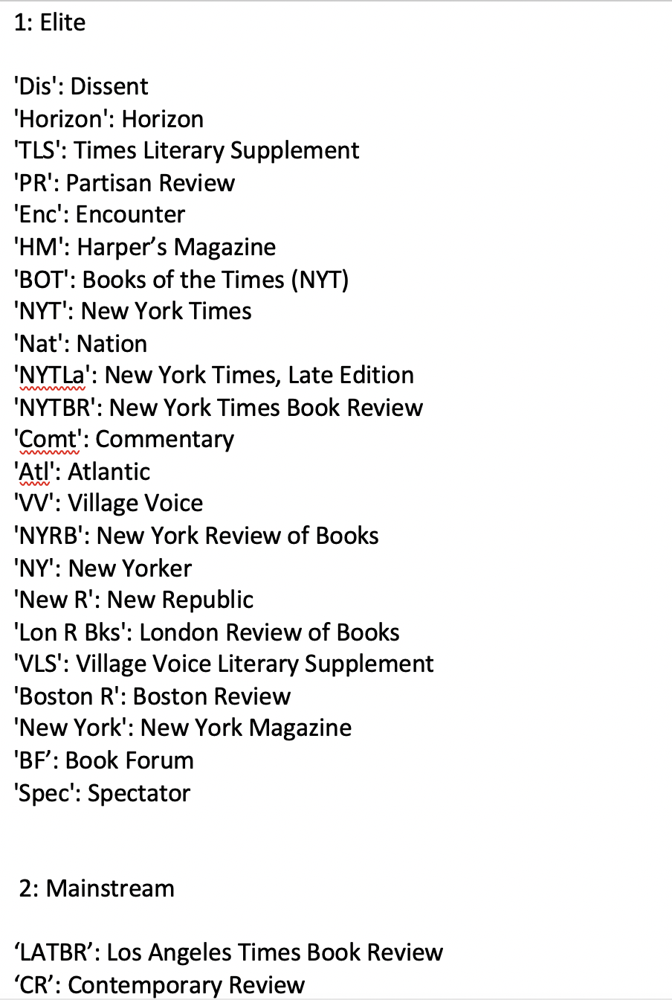 1: Elite
'Dis': Dissent
'Horizon': Horizon
'TLS': Times Literary Supplement
'PR': Partisan Review
'Enc': Encounter
'HM': Harper’s Magazine
'BOT': Books of the Times (NYT)
'NYT': New York Times
'Nat': Nation
'NYTLa': New York Times, Late Edition
'NYTBR': New York Times Book Review
'Comt': Commentary
'Atl': Atlantic
'VV': Village Voice
'NYRB': New York Review of Books
'NY': New Yorker
'New R': New Republic
'Lon R Bks': London Review of Books
'VLS': Village Voice Literary Supplement
'Boston R': Boston Review
'New York': New York Magazine
'BF’: Book Forum
'Spec': Spectator
2: Mainstream
‘LATBR’: Los Angeles Times Book Review
‘CR’: Contemporary Review